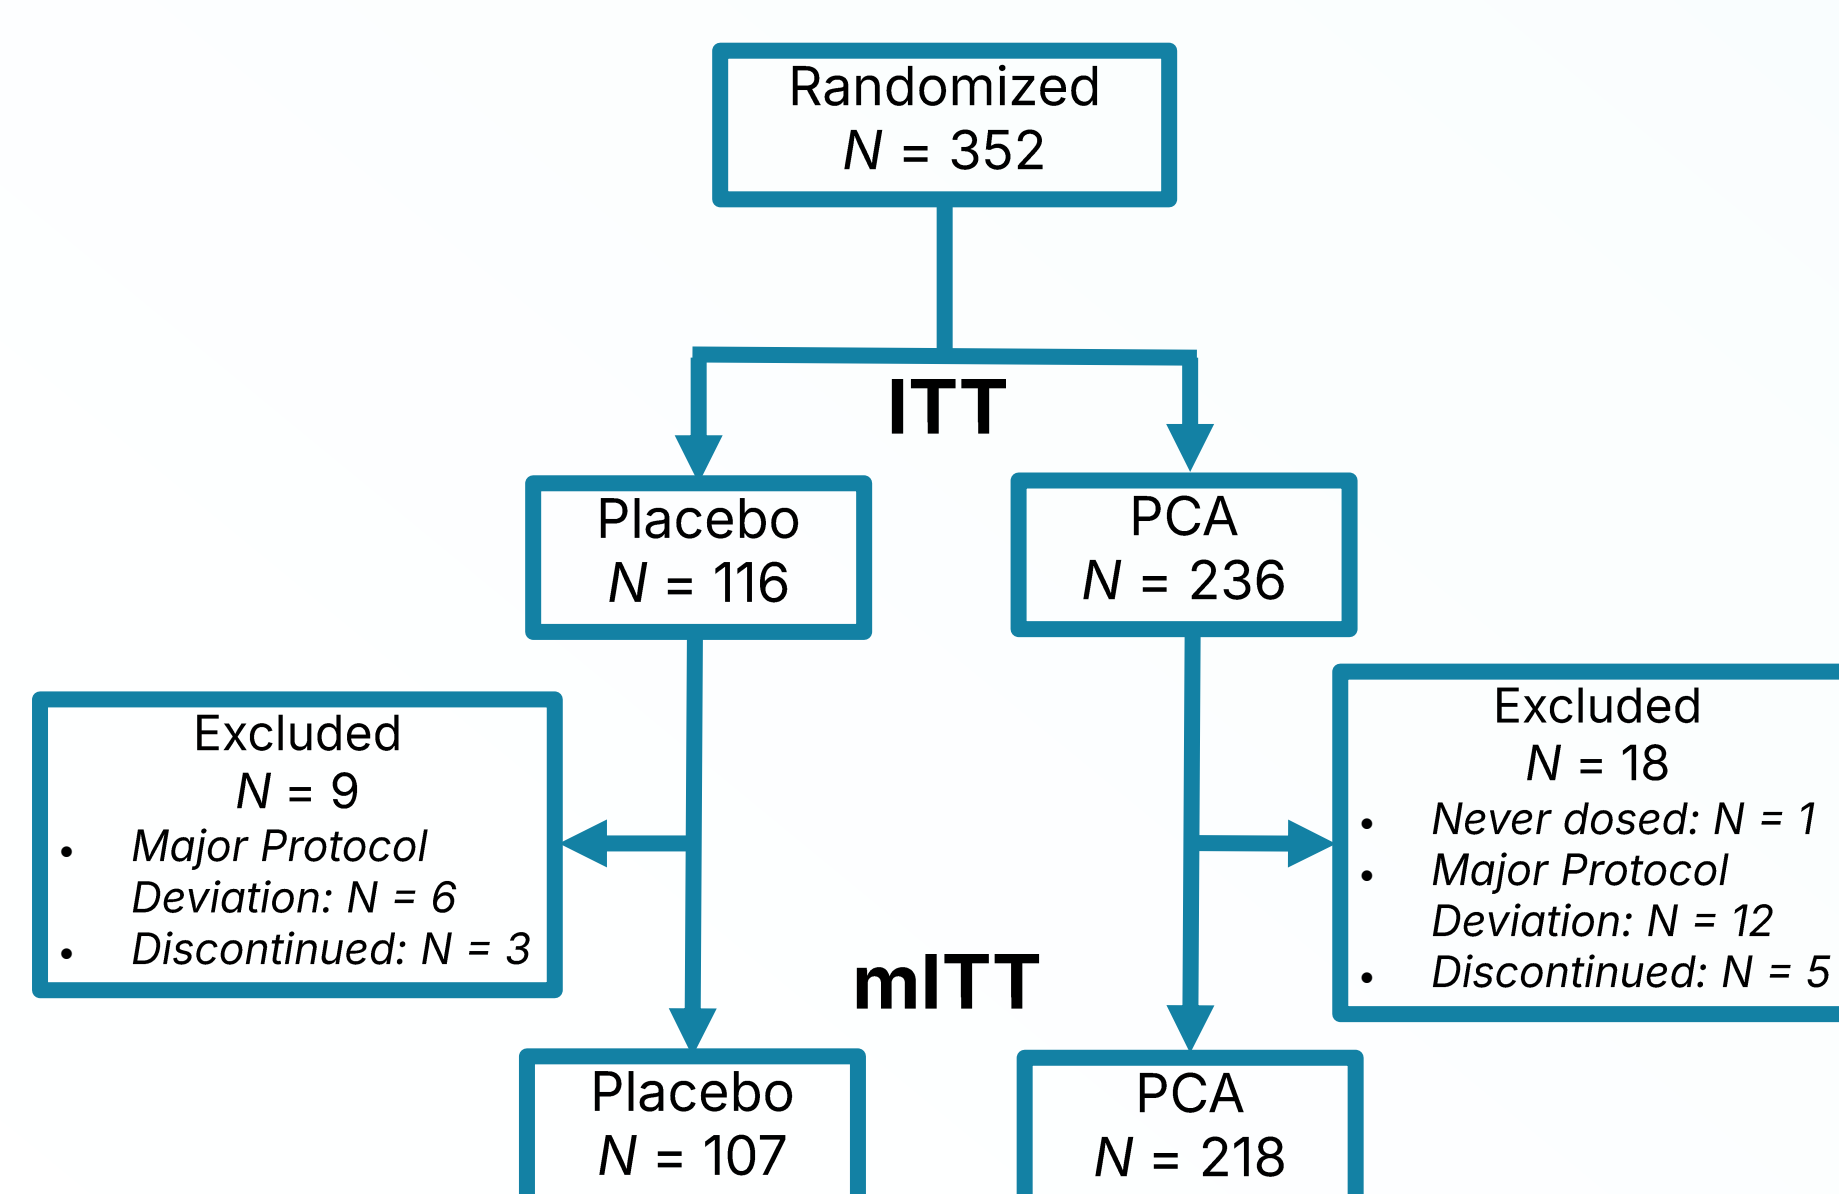 Randomized
N = 352
ITT
Placebo
N = 116
PCA
N = 236
Excluded
N = 9
• Major Protocol
Deviation: N = 6
• Discontinued: N = 3
Excluded
N = 18
• Never dosed: N = 1
• Major Protocol
Deviation: N = 12
• Discontinued: N = 5
mITT
Placebo
N = 107
PCA
N = 218